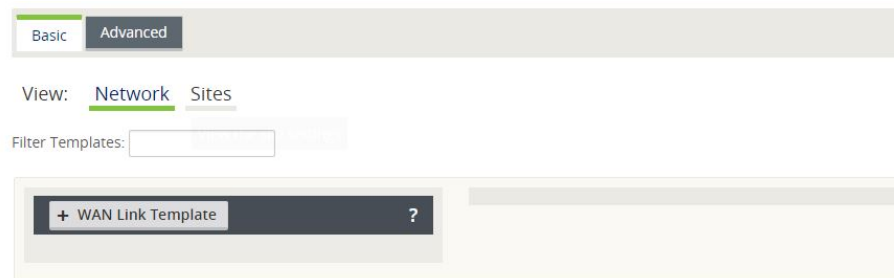 Basic Advanced
View: Network Sites
Filter Templates:
+ WAN Link Template ?